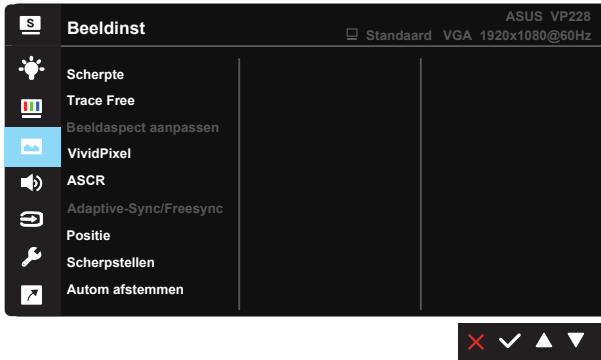 S
Beeldinst
ASUS VP228
Standaard VGA 1920x1080@60Hz
Scherpte
Trace Free
Beeldaspect aanpassen
VividPixel
ASCR
Adaptive-Sync/Freesync
Positie
Scherpstellen
Autom afstemmen